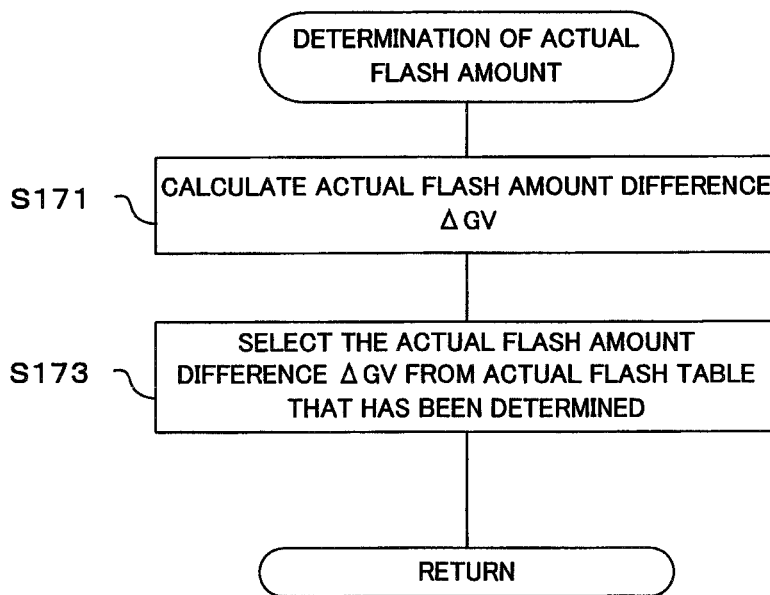 DETERMINATION OF ACTUAL
FLASH AMOUNT
S171
CALCULATE ACTUAL FLASH AMOUNT DIFFERENCE
ΔGV
S173
SELECT THE ACTUAL FLASH AMOUNT
DIFFERENCE ΔGV FROM ACTUAL FLASH TABLE
THAT HAS BEEN DETERMINED
RETURN